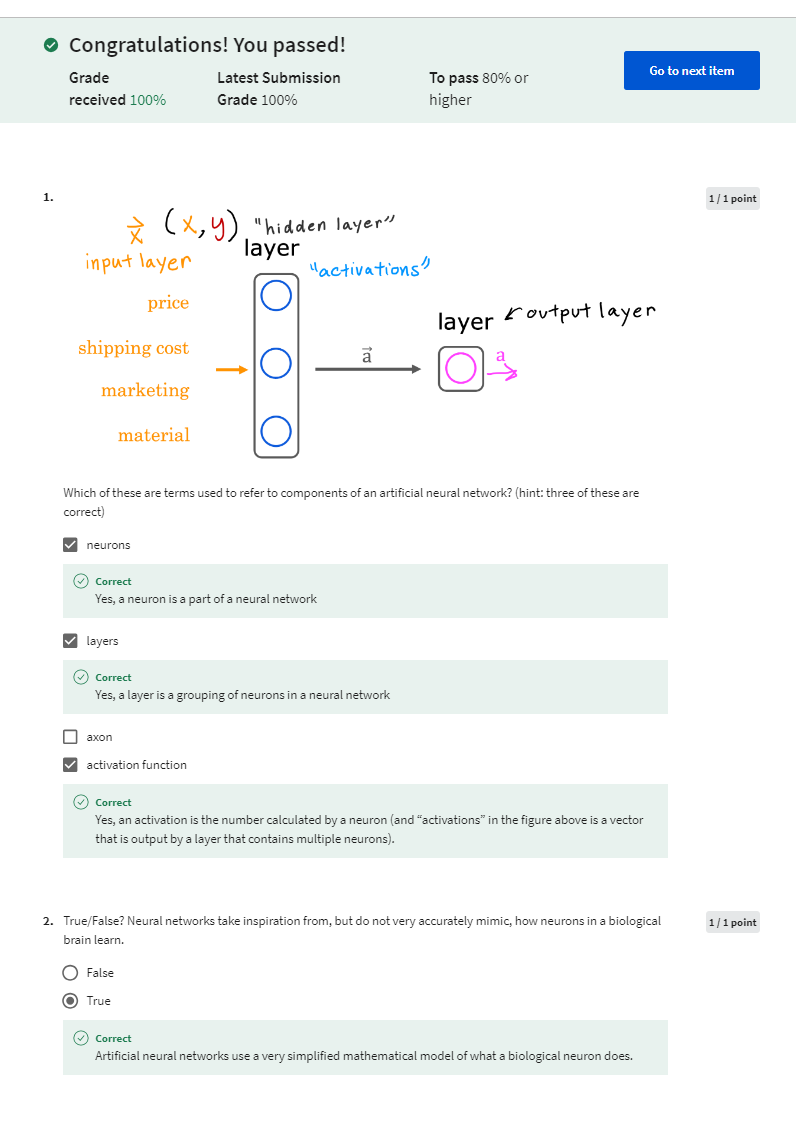 Congratulations! You passed!
Grade received 100%
Latest Submission Grade 100%
To pass 80% or higher
Go to next item
1.
1 / 1 point
x⃗ (x,y) "hidden layer"
layer
input layer
"activations"
price
layer ↙output layer
shipping cost
a⃗
a
marketing
material
Which of these are terms used to refer to components of an artificial neural network? (hint: three of these are
correct)
neurons
Correct
Yes, a neuron is a part of a neural network
layers
Correct
Yes, a layer is a grouping of neurons in a neural network
axon
activation function
Correct
Yes, an activation is the number calculated by a neuron (and “activations” in the figure above is a vector
that is output by a layer that contains multiple neurons).
2. True/False? Neural networks take inspiration from, but do not very accurately mimic, how neurons in a biological
brain learn.
1 / 1 point
False
True
Correct
Artificial neural networks use a very simplified mathematical model of what a biological neuron does.